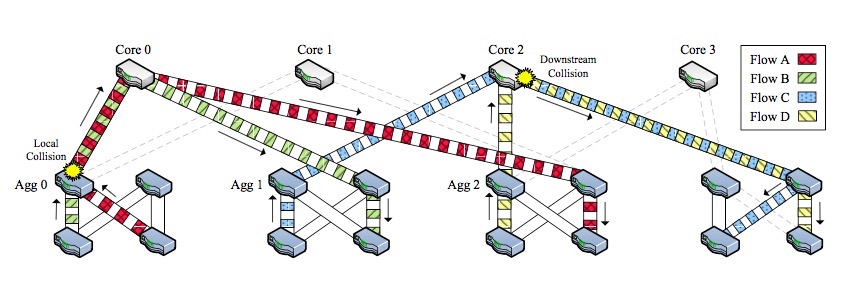 Core 0
Core 1
Core 2
Core 3
Downstream
Collision
Flow A
Flow B
Flow C
Flow D
Local
Collision
Agg 0
Agg 1
Agg 2